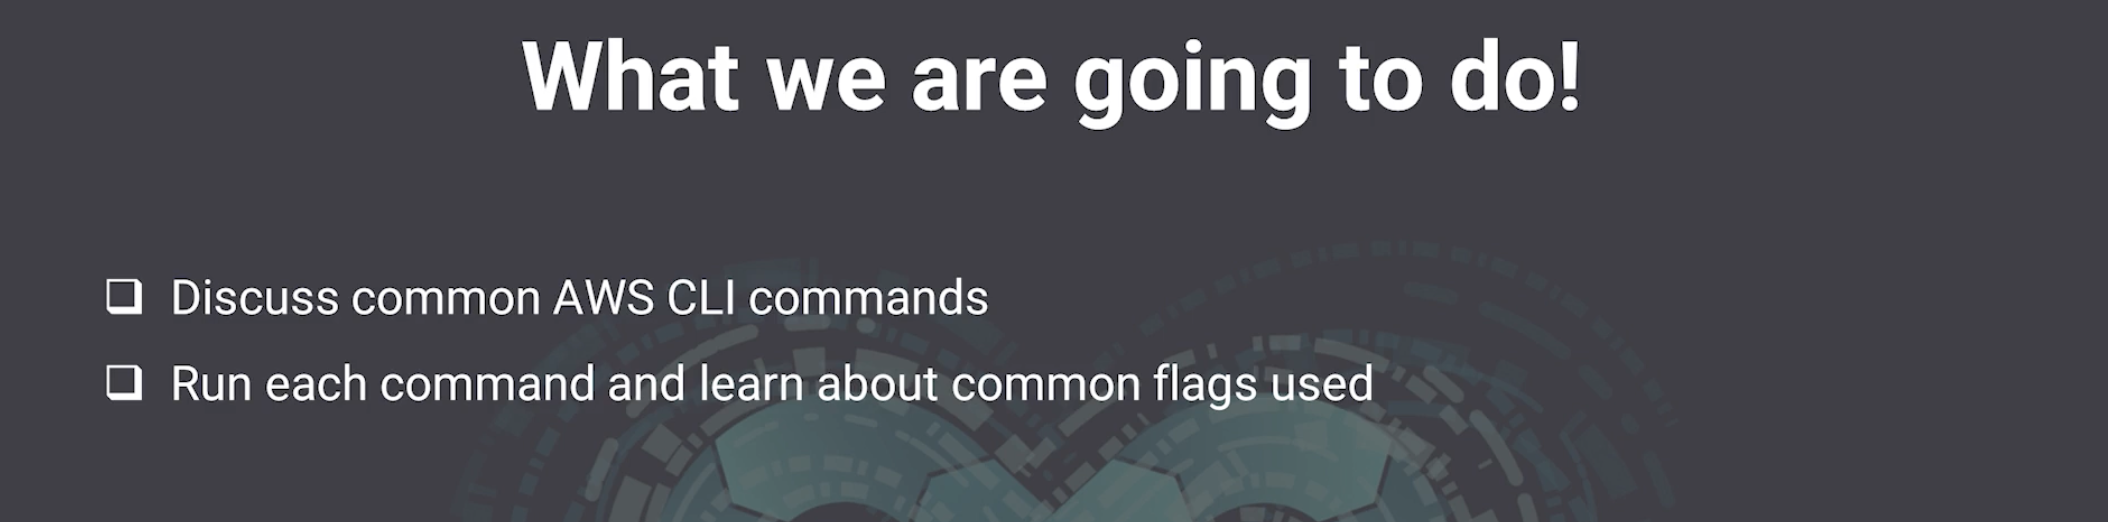 What we are going to do!
Discuss common AWS CLI commands
Run each command and learn about common flags used